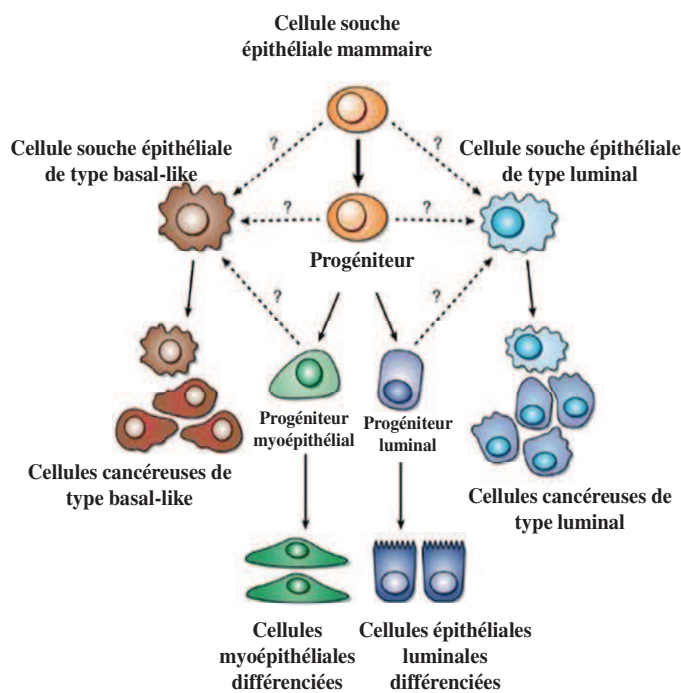 Cellule souche
épithéliale mammaire
?
?
Cellule souche épithéliale
de type basal-like
Cellule souche épithéliale
de type luminal
?
?
Progéniteur
?
?
Progéniteur
myoépithélial
Progéniteur
luminal
Cellules cancéreuses de
type basal-like
Cellules cancéreuses de
type luminal
Cellules
myoépithéliales
différenciées
Cellules épithéliales
luminales
différenciées